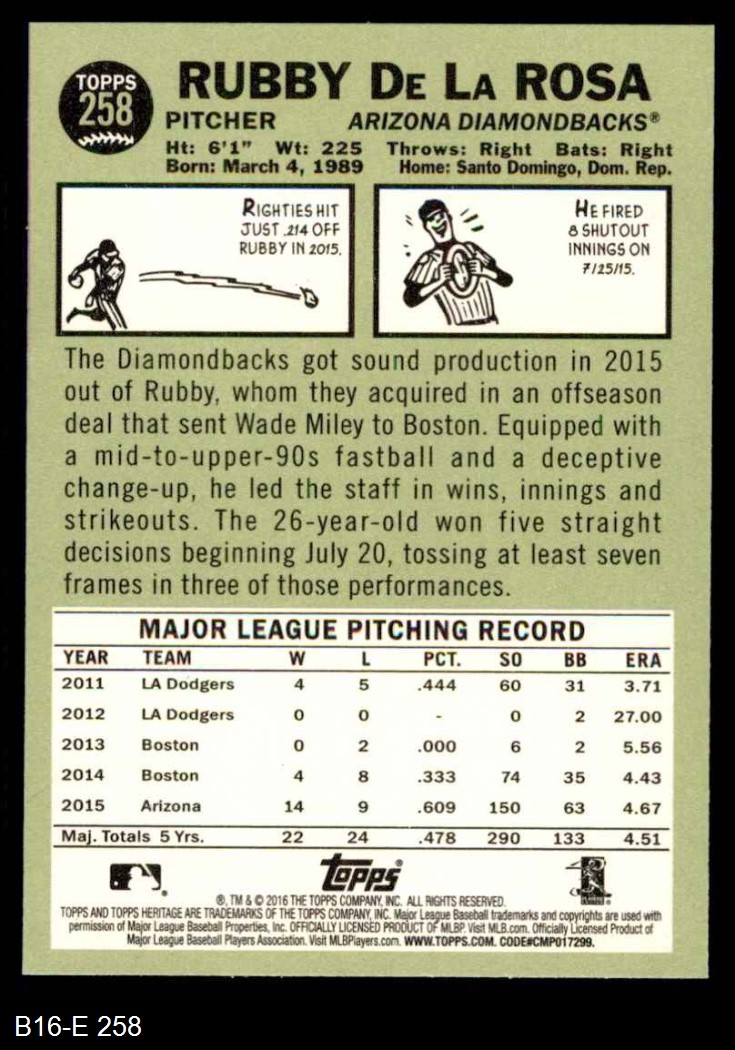 TOPPS
258
RUBBY DE LA ROSA
PITCHER ARIZONA DIAMONDBACKS®
Ht: 6'1" Wt: 225 Throws: Right Bats: Right
Born: March 4, 1989 Home: Santo Domingo, Dom. Rep.
RIGHTIES HIT
JUST .214 OFF
RUBBY IN 2015.
HE FIRED
8 SHUTOUT
INNINGS ON
7/25/15.
The Diamondbacks got sound production in 2015
out of Rubby, whom they acquired in an offseason
deal that sent Wade Miley to Boston. Equipped with
a mid-to-upper-90s fastball and a deceptive
change-up, he led the staff in wins, innings and
strikeouts. The 26-year-old won five straight
decisions beginning July 20, tossing at least seven
frames in three of those performances.
MAJOR LEAGUE PITCHING RECORD
YEAR TEAM W L PCT. SO BB ERA
2011 LA Dodgers 4 5 .444 60 31 3.71
2012 LA Dodgers 0 0 - 0 2 27.00
2013 Boston 0 2 .000 6 2 5.56
2014 Boston 4 8 .333 74 35 4.43
2015 Arizona 14 9 .609 150 63 4.67
Maj. Totals 5 Yrs. 22 24 .478 290 133 4.51
Topps
®, TM & © 2016 THE TOPPS COMPANY, INC. ALL RIGHTS RESERVED.
TOPPS AND TOPPS HERITAGE ARE TRADEMARKS OF THE TOPPS COMPANY, INC. Major League Baseball trademarks and copyrights are used with
permission of Major League Baseball Properties, Inc. OFFICIALLY LICENSED PRODUCT OF MLBP. Visit MLB.com. Officially Licensed Product of
Major League Baseball Players Association. Visit MLBPlayers.com. WWW.TOPPS.COM. CODE#CMP017299.
B16-E 258